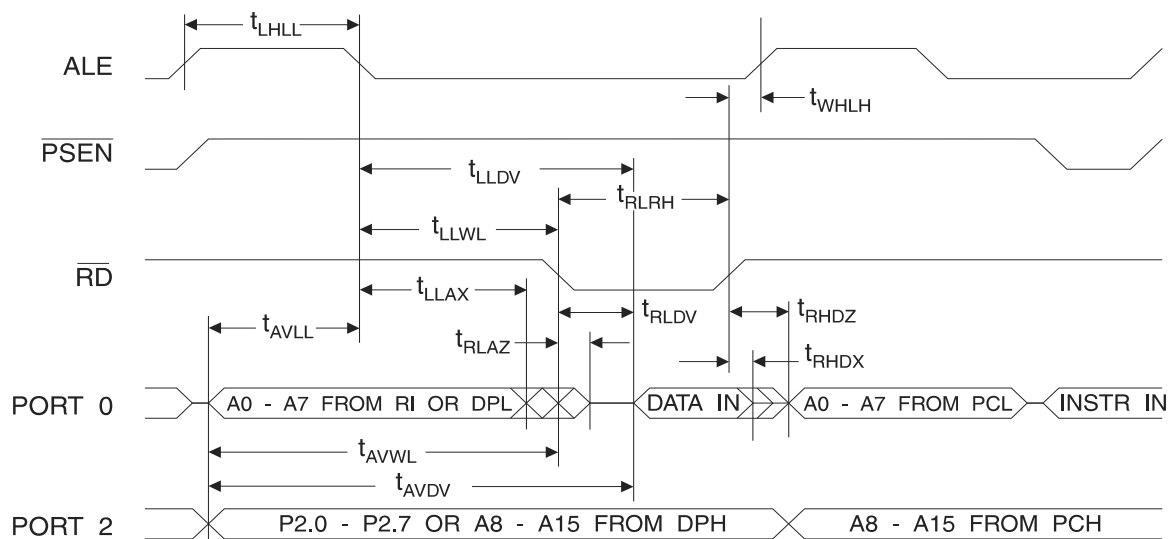 tLHLL
ALE
tWHLH
PSEN
tLLDV
tRLRH
tLLWL
RD
tLLAX
tRLDV
tRHDZ
tAVLL
tRLAZ
tRHDX
PORT 0
A0 - A7 FROM RI OR DPL
DATA IN
A0 - A7 FROM PCL
INSTR IN
tAVWL
tAVDV
PORT 2
P2.0 - P2.7 OR A8 - A15 FROM DPH
A8 - A15 FROM PCH